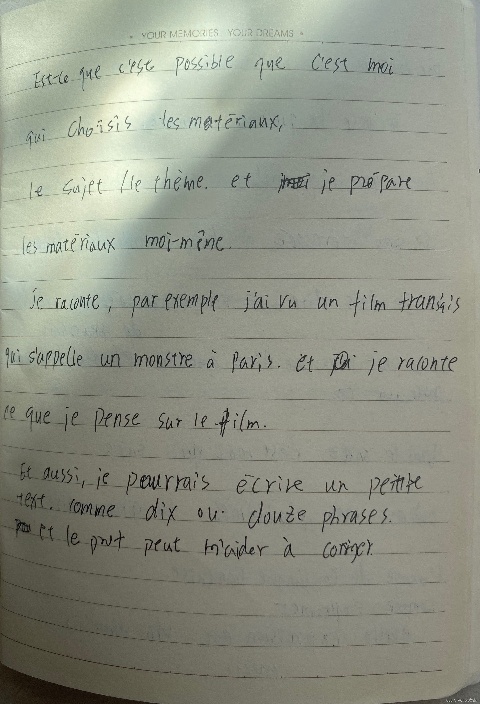 YOUR MEMORIES YOUR DREAMS
Est-ce que c'est possible que c'est moi
qui choisis les matériaux,
le sujet / le thème. et je prépare
les matériaux moi-même.
Je raconte, par exemple j'ai vu un film français
qui s'appelle un monstre à Paris. et je raconte
ce que je pense sur le film.
Et aussi, je pourrais écrire un petite
text. comme dix ou douze phrases.
et le prof peut m'aider à corriger